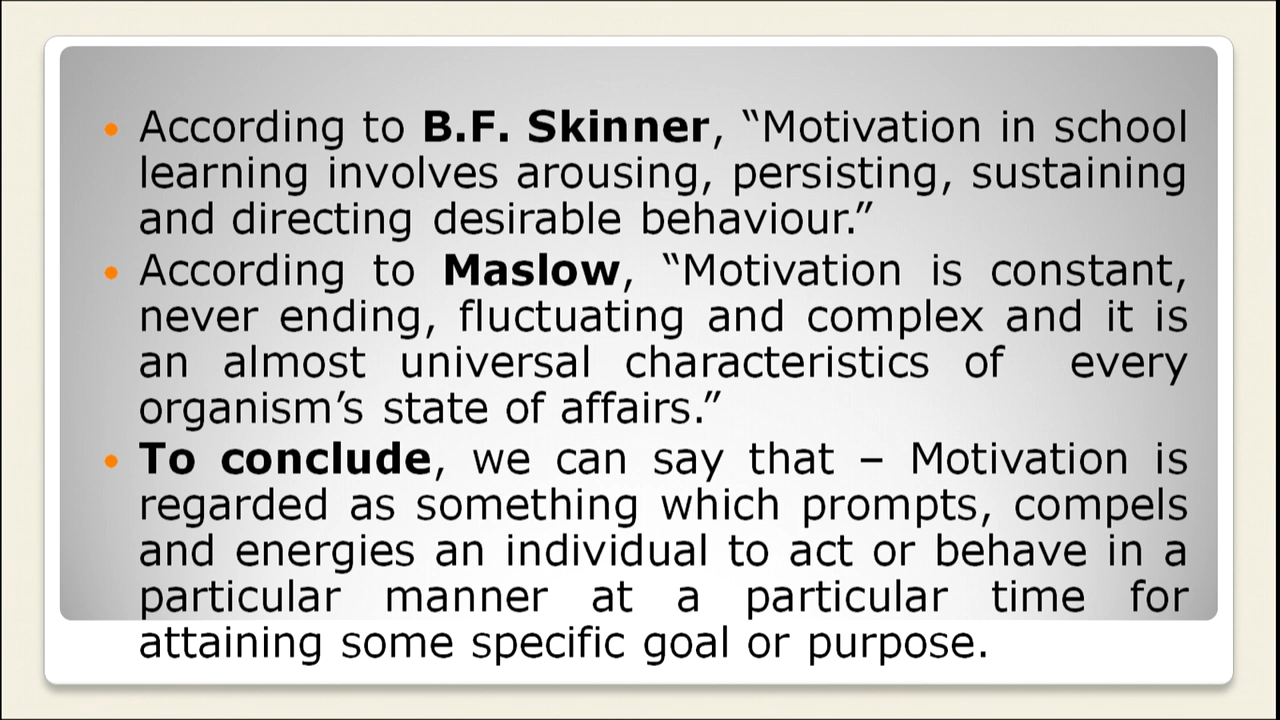 According to B.F. Skinner, “Motivation in school
learning involves arousing, persisting, sustaining
and directing desirable behaviour.”
According to Maslow, “Motivation is constant,
never ending, fluctuating and complex and it is
an almost universal characteristics of every
organism’s state of affairs.”
To conclude, we can say that – Motivation is
regarded as something which prompts, compels
and energies an individual to act or behave in a
particular manner at a particular time for
attaining some specific goal or purpose.